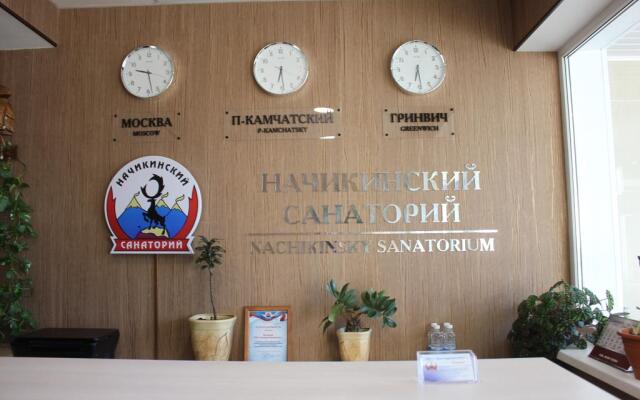 МОСКВА
MOSCOW
П-КАМЧАТСКИЙ
P-KAMCHATSKY
ГРИНВИЧ
GREENWICH
НАЧИКИНСКИЙ
САНАТОРИЙ
НАЧИКИНСКИЙ
САНАТОРИЙ
NACHIKINSKY SANATORIUM